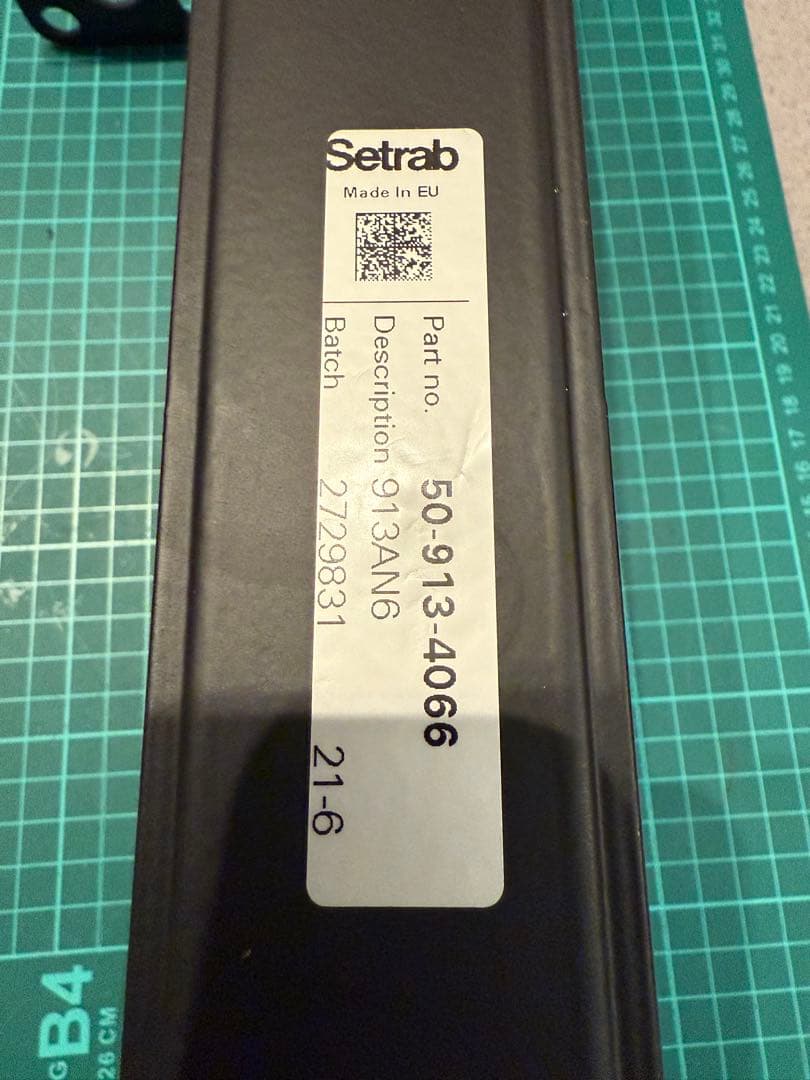 Setrab
Made In EU
Part no. 50-913-4066
Description 913AN6
Batch 2729831 21-6
B4
26 CM